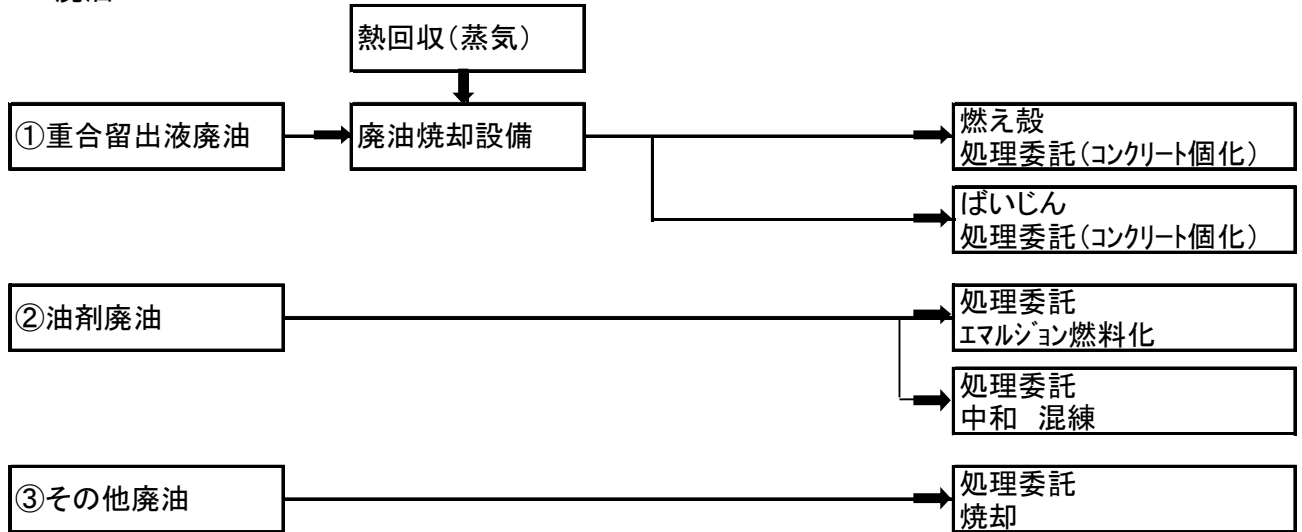 廃油
熱回収(蒸気)
①重合留出液廃油
廃油焼却設備
燃え殻
処理委託(コンクリート個化)
ばいじん
処理委託(コンクリート個化)
②油剤廃油
処理委託
エマルジョン燃料化
処理委託
中和　混練
③その他廃油
処理委託
焼却